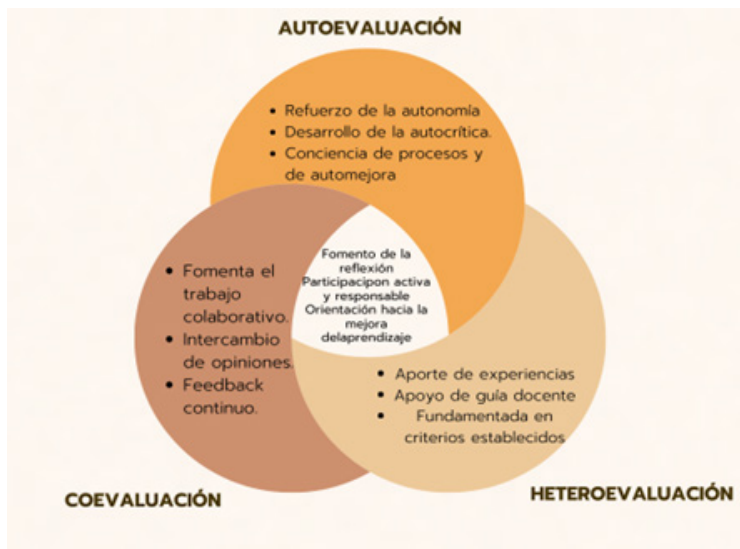 AUTOEVALUACIÓN
• Refuerzo de la autonomía
• Desarrollo de la autocrítica.
• Conciencia de procesos y
de automejora
Fomento de la
reflexión
Participacipon activa
y responsable
Orientación hacia la
mejora
delaprendizaje
• Fomenta el
trabajo
colaborativo.
• Intercambio
de opiniones.
• Feedback
continuo.
• Aporte de experiencias
• Apoyo de guía docente
• Fundamentada en
criterios establecidos
COEVALUACIÓN
HETEROEVALUACIÓN